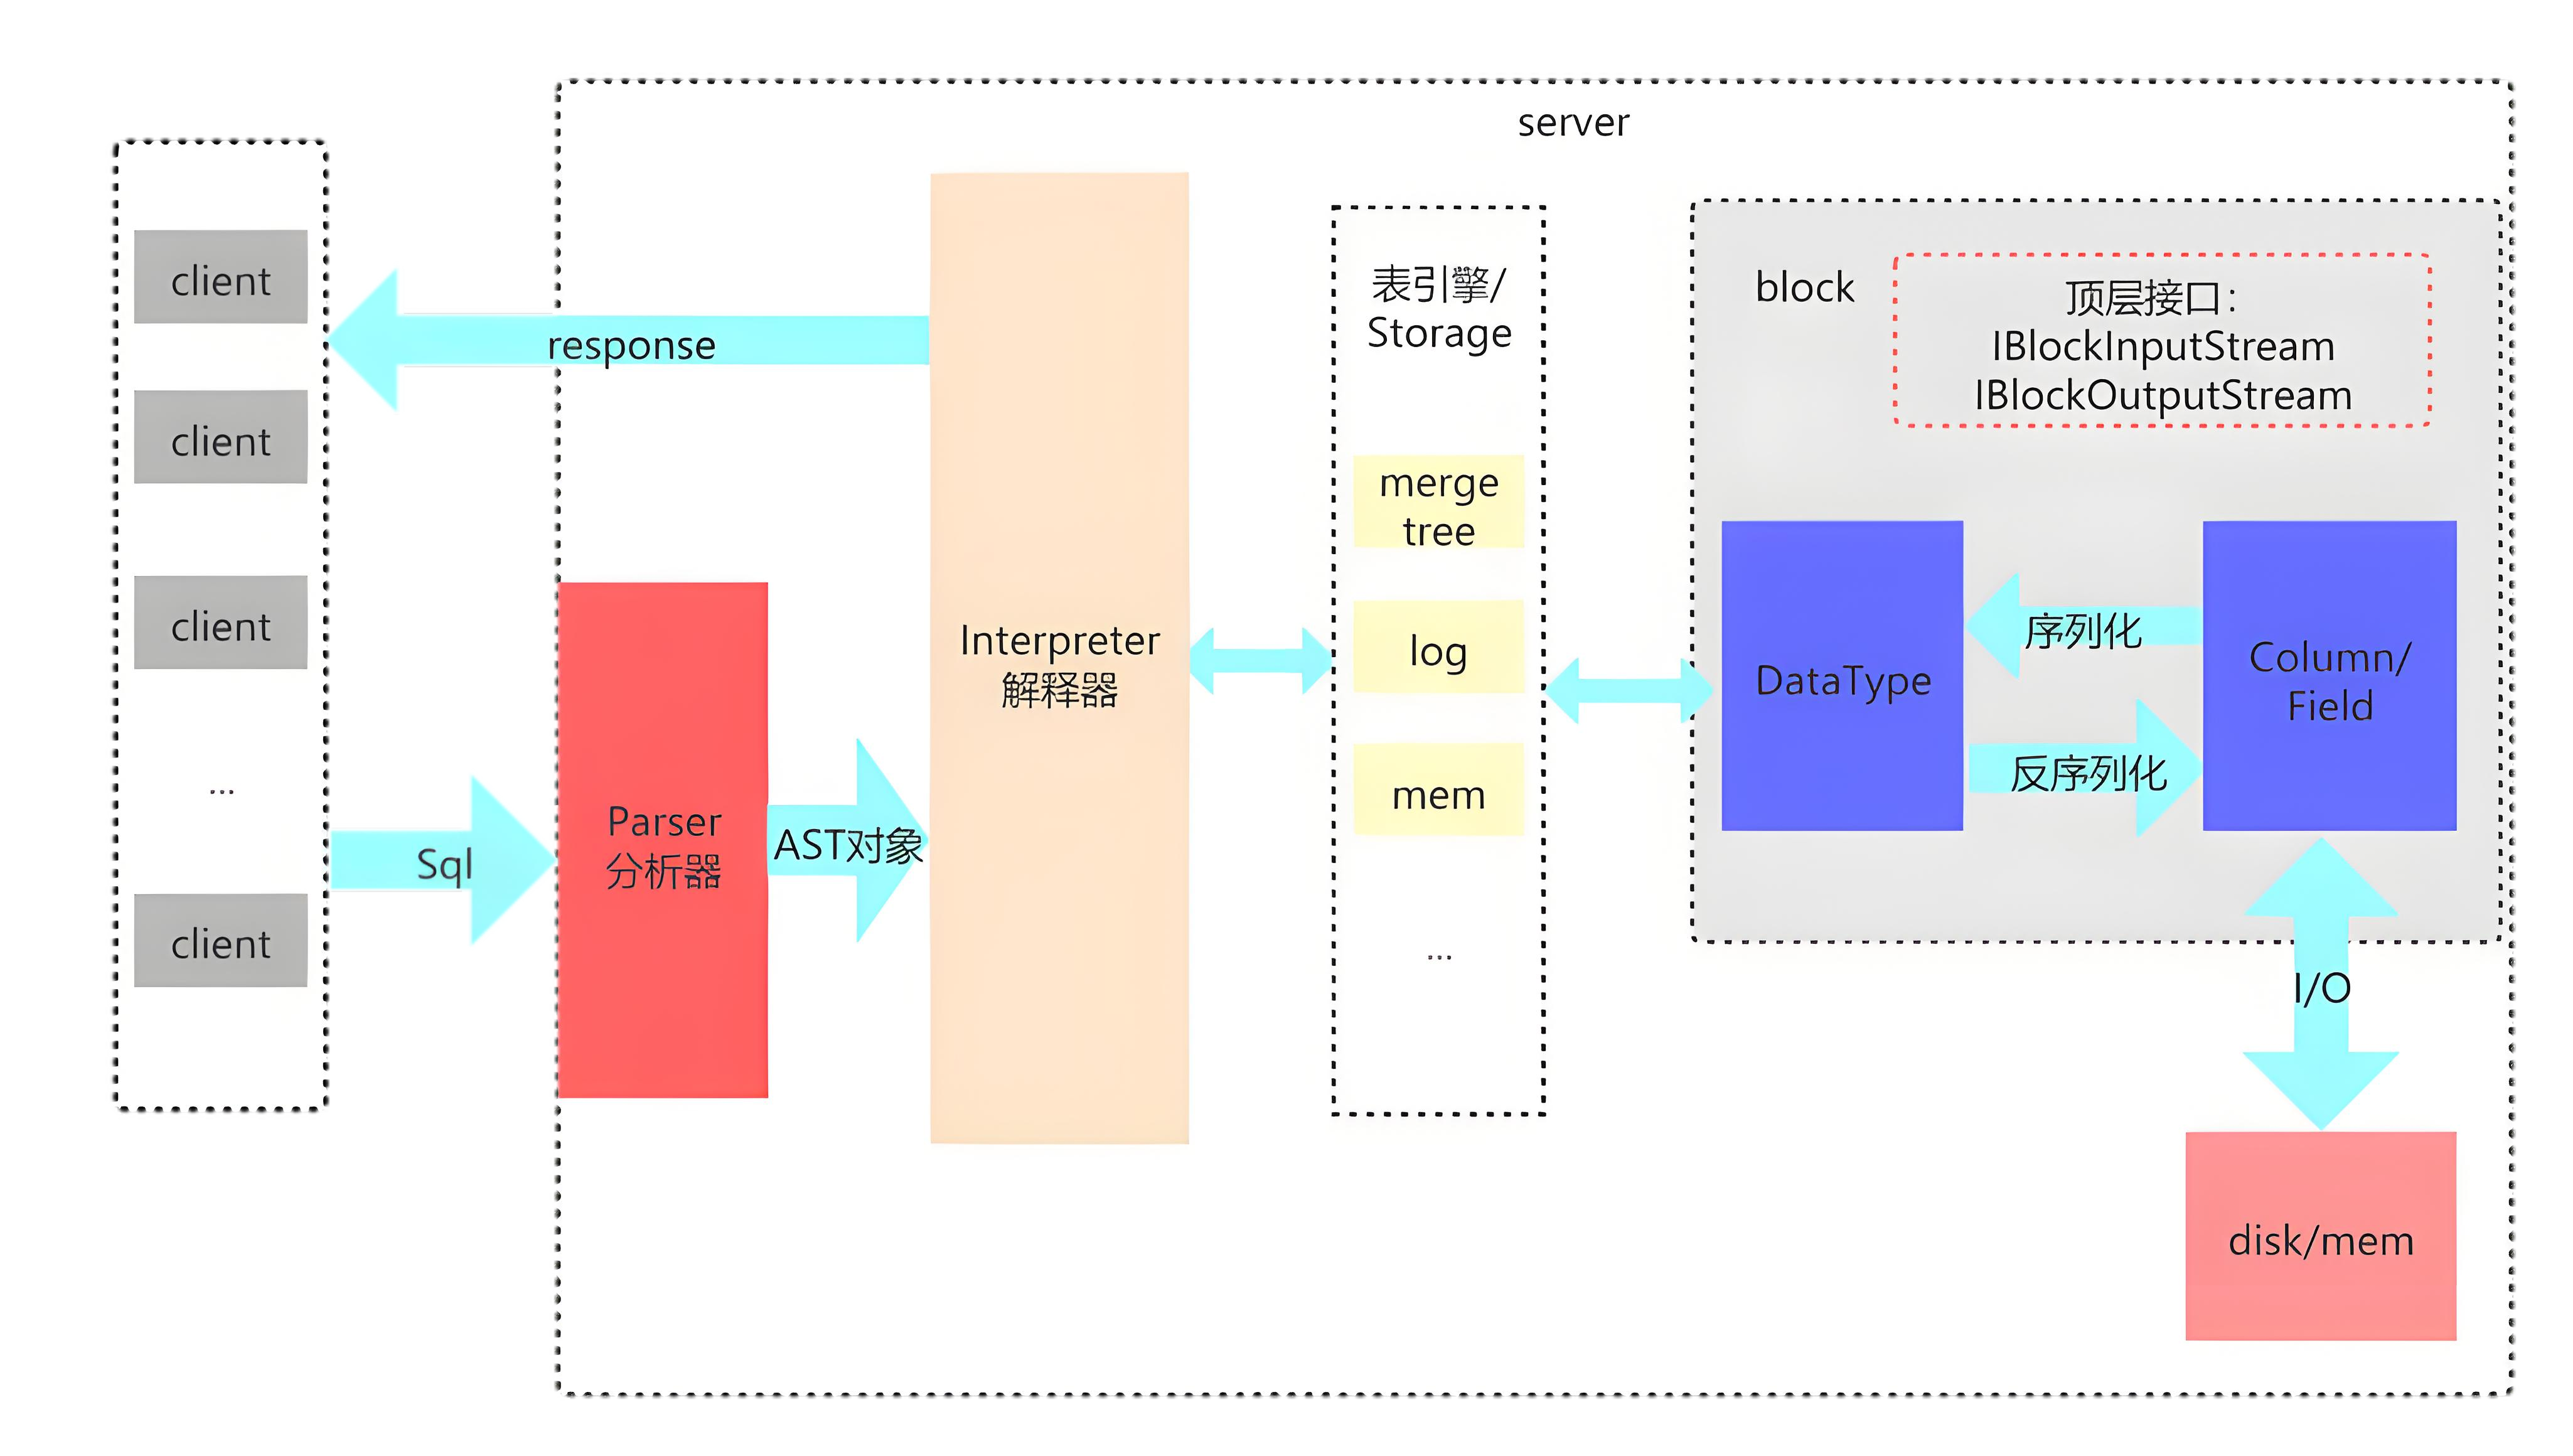 server
client
client
client
...
client
response
Sql
Parser
分析器
AST对象
Interpreter
解释器
表引擎/
Storage
merge
tree
log
mem
...
block
顶层接口：
IBlockInputStream
IBlockOutputStream
DataType
序列化
反序列化
Column/
Field
I/O
disk/mem